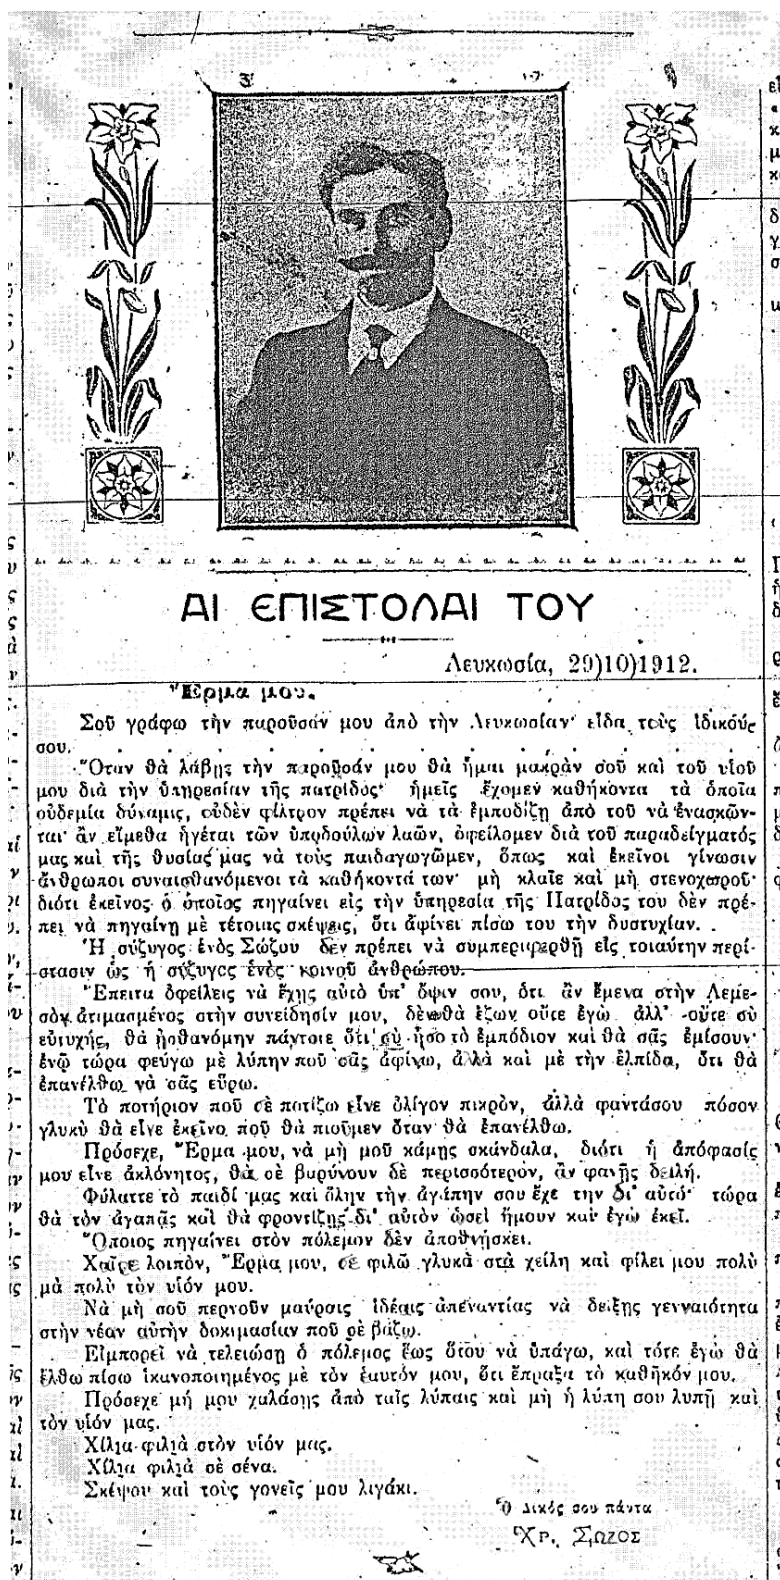 ΑΙ ΕΠΙΣΤΟΛΑΙ ΤΟΥ
Λευκωσία, 29)10)1912.
Ἕρμα μου.
Σοῦ γράφω τὴν παροῦσάν μου ἀπὸ τὴν Λευκωσίαν· εἶδα τοὺς ἰδικούς
σου.
Ὅταν θὰ λάβῃς τὴν παροῦσάν μου θὰ ἦμαι μακρὰν σοῦ καὶ τοῦ υἱοῦ
μου διὰ τὴν ὑπηρεσίαν τῆς πατρίδος· ἡμεῖς ἔχομεν καθήκοντα τὰ ὁποῖα
οὐδεμία δύναμις, οὐδὲν φίλτρον πρέπει νὰ τὰ ἐμποδίζῃ ἀπὸ τοῦ νὰ ἐνασκῶν-
ται· ἂν εἴμεθα ἡγέται τῶν ὑποδούλων λαῶν, ὀφείλομεν διὰ τοῦ παραδείγματός
μας καὶ τῆς θυσίας μας νὰ τοὺς παιδαγωγῶμεν, ὅπως καὶ ἐκεῖνοι γίνωσιν
ἄνθρωποι συναισθανόμενοι τὰ καθήκοντά των· μὴ κλαῖε καὶ μὴ στενοχωροῦ·
διότι ἐκεῖνος ὁ ὁποῖος πηγαίνει εἰς τὴν ὑπηρεσία τῆς Πατρίδος του δὲν πρέ-
πει νὰ πηγαίνῃ μὲ τέτοιας σκέψεις, ὅτι ἀφίνει πίσω του τὴν δυστυχίαν. .
Ἡ σύζυγος ἑνὸς Σώζου δὲν πρέπει νὰ συμπεριφερθῇ εἰς τοιαύτην περί-
στασιν ὡς ἡ σύζυγος ἑνὸς κοινοῦ ἀνθρώπου.
Ἔπειτα ὀφείλεις νὰ ἔχῃς αὐτὸ ὑπ' ὄψιν σου, ὅτι ἂν ἔμενα στὴν Λεμε-
σὸν ἀτιμασμένος στὴν συνείδησίν μου, δὲν θὰ ἔζων οὔτε ἐγὼ ἀλλ' οὔτε σὺ
εὐτυχής, θὰ ᾐσθανόμην πάντοτε ὅτι σὺ ἦσο τὸ ἐμπόδιον καὶ θὰ σᾶς ἐμίσουν·
ἐνῷ τώρα φεύγω μὲ λύπην ποῦ σᾶς ἀφίνω, ἀλλὰ καὶ μὲ τὴν ἐλπίδα, ὅτι θὰ
ἐπανέλθω νὰ σᾶς εὕρω.
Τὸ ποτήριον ποῦ σὲ ποτίζω εἶνε ὀλίγον πικρὸν, ἀλλὰ φαντάσου πόσον
γλυκὺ θὰ εἶνε ἐκεῖνο ποῦ θὰ πιοῦμεν ὅταν θὰ ἐπανέλθω.
Πρόσεχε, Ἕρμα μου, νὰ μὴ μοῦ κάμῃς σκάνδαλα, διότι ἡ ἀπόφασίς
μου εἶνε ἀκλόνητος, θὰ σὲ βαρύνουν δὲ περισσότερον, ἂν φανῇς δειλή.
Φύλαττε τὸ παιδί μας καὶ ὅλην τὴν ἀγάπην σου ἔχε την δι' αὐτό· τώρα
θὰ τὸν ἀγαπᾷς καὶ θὰ φροντίζῃς δι' αὐτὸν ὡσεὶ ἤμουν καὶ ἐγὼ ἐκεῖ.
Ὅποιος πηγαίνει στὸν πόλεμον δὲν ἀποθνήσκει.
Χαῖρε λοιπὸν, Ἕρμα μου, σὲ φιλῶ γλυκὰ στὰ χείλη καὶ φίλει μου πολὺ
μὰ πολὺ τὸν υἱόν μου.
Νὰ μὴ σοῦ περνοῦν μαύραις ἰδέαις ἀπεναντίας νὰ δείξῃς γενναιότητα
στὴν νέαν αὐτὴν δοκιμασίαν ποῦ σὲ βάζω.
Εἰμπορεῖ νὰ τελειώσῃ ὁ πόλεμος ἕως ὅτου νὰ ὑπάγω, καὶ τότε ἐγὼ θὰ
ἔλθω πίσω ἱκανοποιημένος μὲ τὸν ἑαυτόν μου, ὅτι ἔπραξα τὸ καθῆκόν μου.
Πρόσεχε μή μου χαλάσῃς ἀπὸ ταῖς λύπαις καὶ μὴ ἡ λύπη σου λυπῇ καὶ
τὸν υἱόν μας.
Χίλια φιλιὰ στὸν υἱόν μας.
Χίλια φιλιὰ σὲ σένα.
Σκέψου καὶ τοὺς γονεῖς μου λιγάκι.
Ὁ Δικός σου πάντα
ΧΡ. ΣΩΖΟΣ